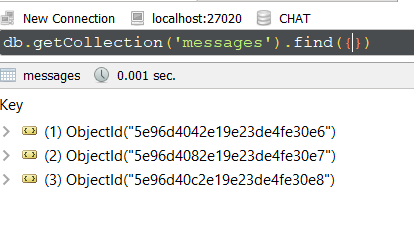 New Connection localhost:27020 CHAT
db.getCollection('messages').find({})
messages 0.001 sec.
Key
(1) ObjectId("5e96d4042e19e23de4fe30e6")
(2) ObjectId("5e96d4082e19e23de4fe30e7")
(3) ObjectId("5e96d40c2e19e23de4fe30e8")